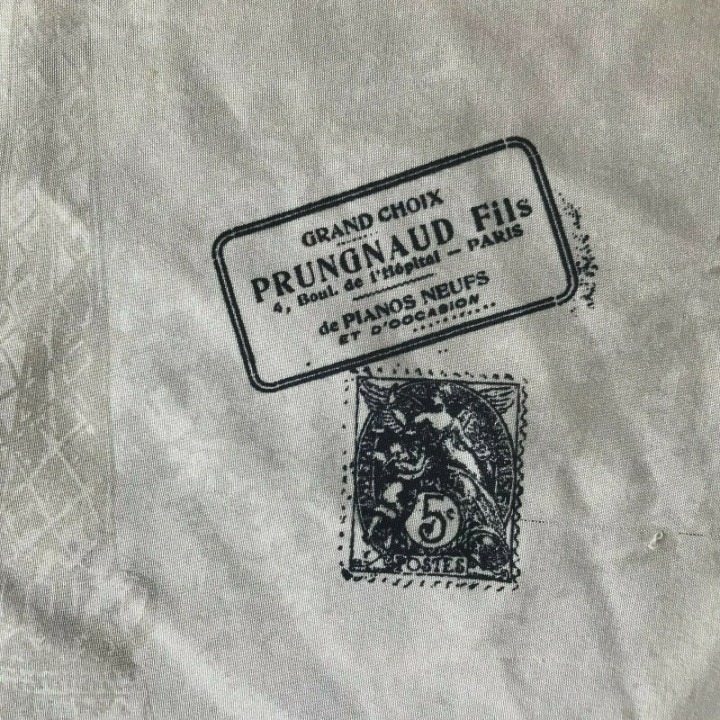 GRAND CHOIX
PRUNGNAUD Fils
4, Boul. de l'Hôpital — PARIS
de PIANOS NEUFS
ET D'OCCASION
5c
POSTES